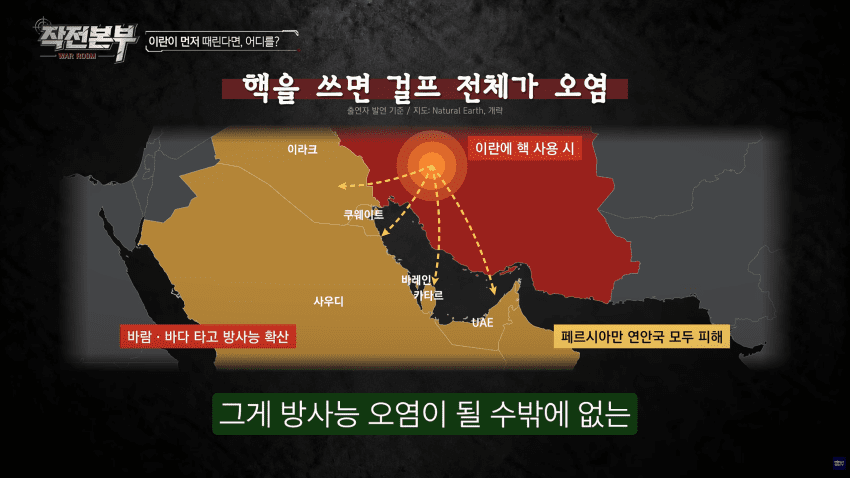 작전본부
WAR ROOM
이란이 먼저 때린다면, 어디를?
핵을 쓰면 걸프 전체가 오염
출연자 발언 기준 / 지도: Natural Earth, 개략
이라크
이란에 핵 사용 시
쿠웨이트
바레인
카타르
사우디
UAE
바람 · 바다 타고 방사능 확산
페르시아만 연안국 모두 피해
그게 방사능 오염이 될 수밖에 없는